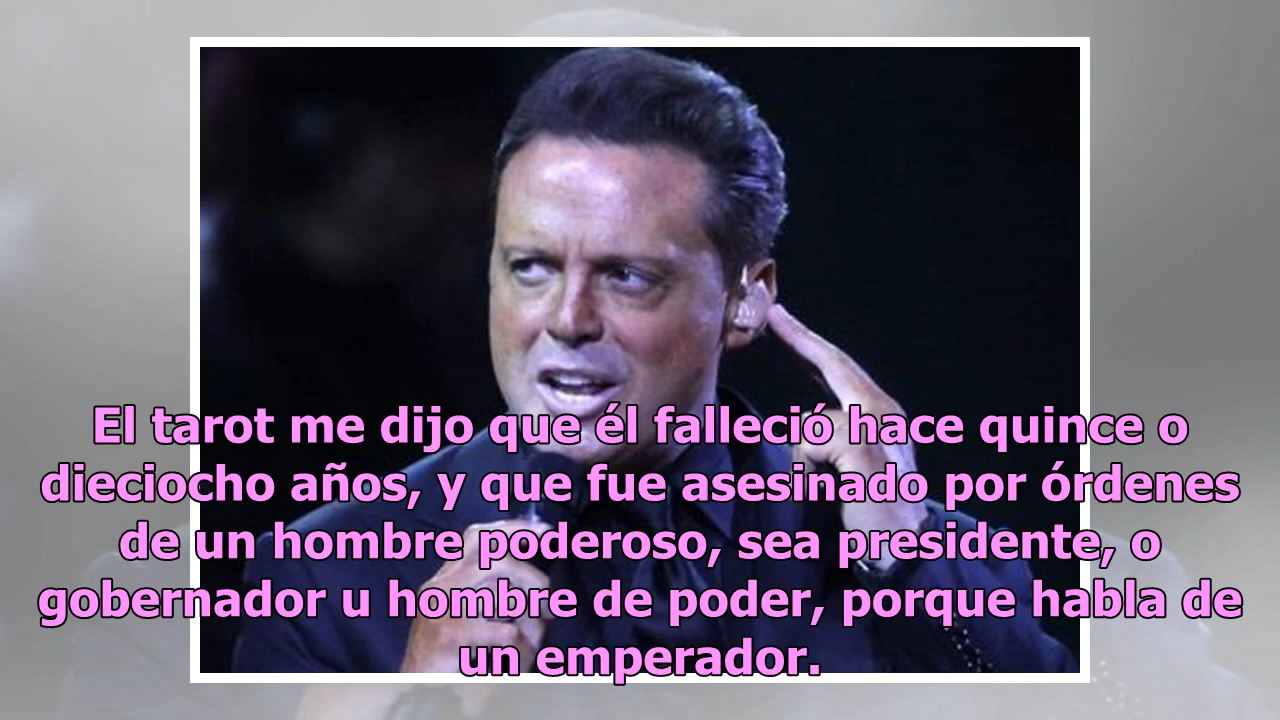 El tarot me dijo que él falleció hace quince o
dieciocho años, y que fue asesinado por órdenes
de un hombre poderoso, sea presidente, o
gobernador u hombre de poder, porque habla de
un emperador.